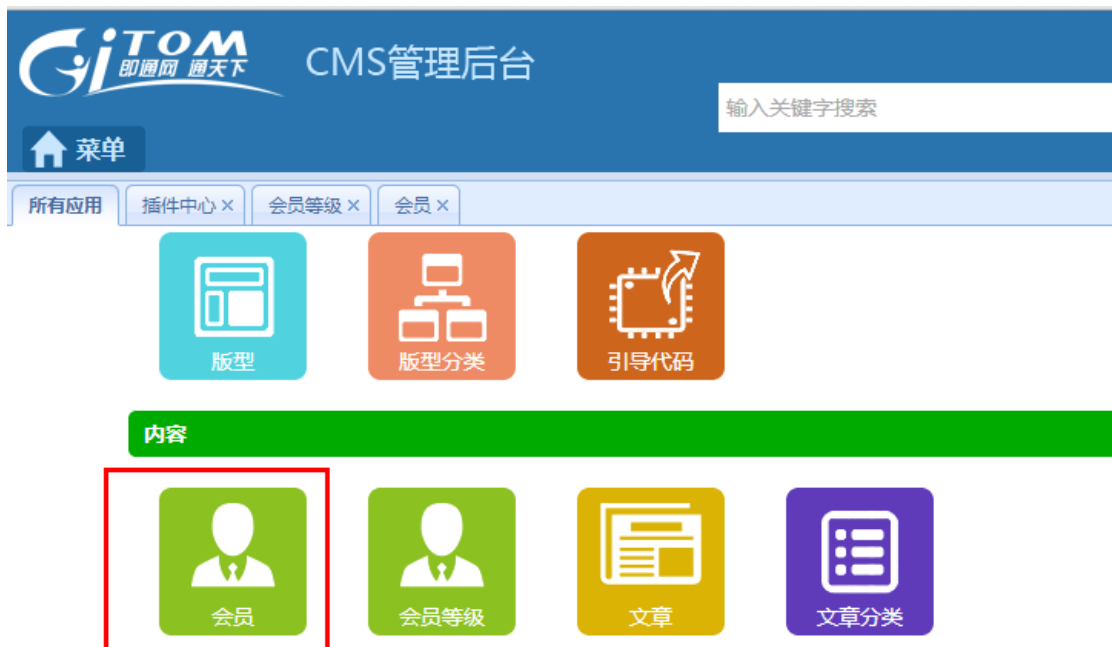 GiTOM
即通网 通天下
CMS管理后台
输入关键字搜索
菜单
所有应用 插件中心 × 会员等级 × 会员 ×
版型 版型分类 引导代码
内容
会员 会员等级 文章 文章分类